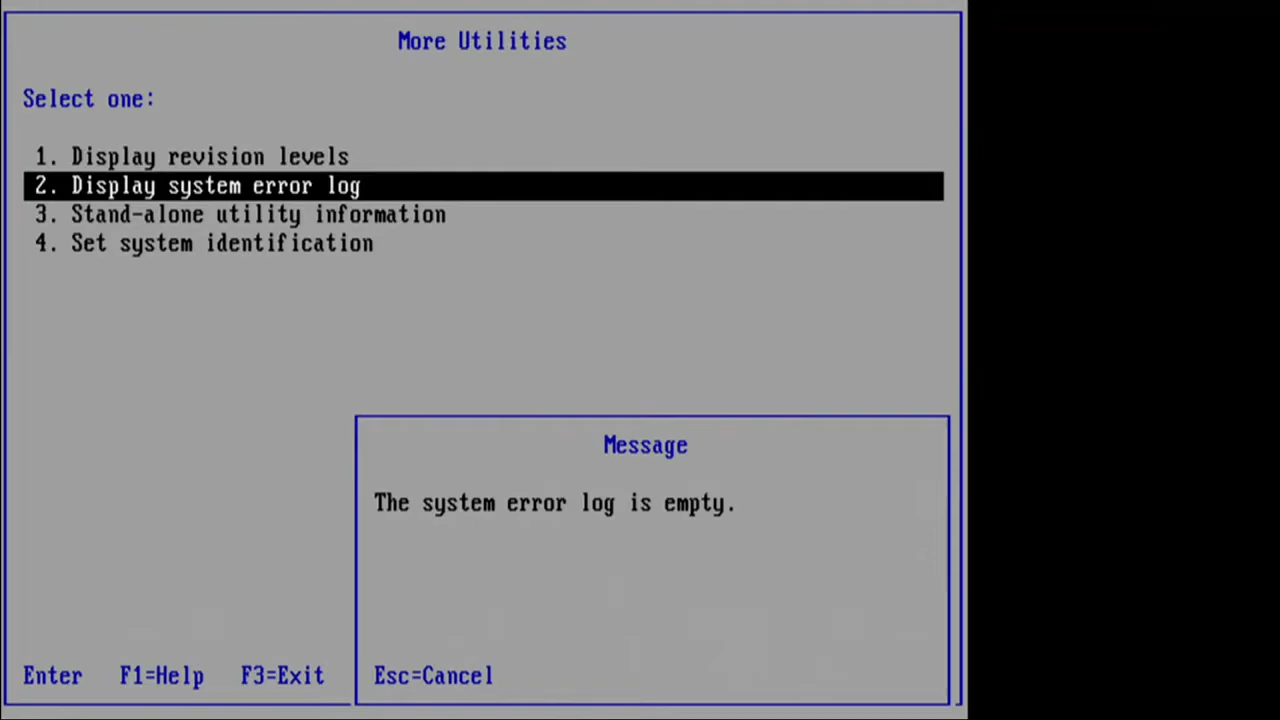 More Utilities
Select one:
1. Display revision levels
2. Display system error log
3. Stand-alone utility information
4. Set system identification
Message
The system error log is empty.
Enter F1=Help F3=Exit Esc=Cancel